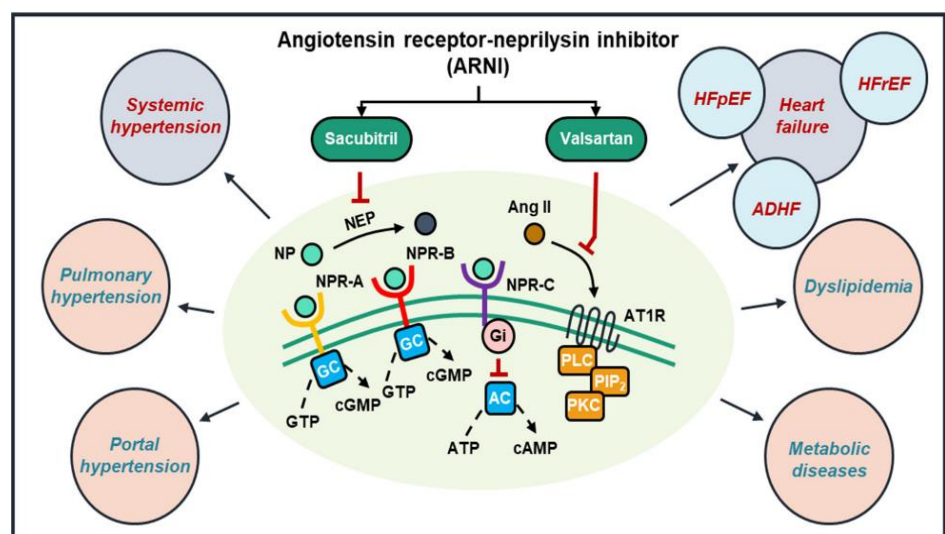 Angiotensin receptor-neprilysin inhibitor
(ARNI)
Systemic
hypertension
HFpEF
HFrEF
Heart
failure
ADHF
Sacubitril
Valsartan
NEP
Ang II
NP
NPR-B
NPR-A
NPR-C
Pulmonary
hypertension
Dyslipidemia
AT1R
Gi
GC
GC
PLC
PIP₂
PKC
cGMP
GTP
cGMP
GTP
AC
ATP
cAMP
Portal
hypertension
Metabolic
diseases